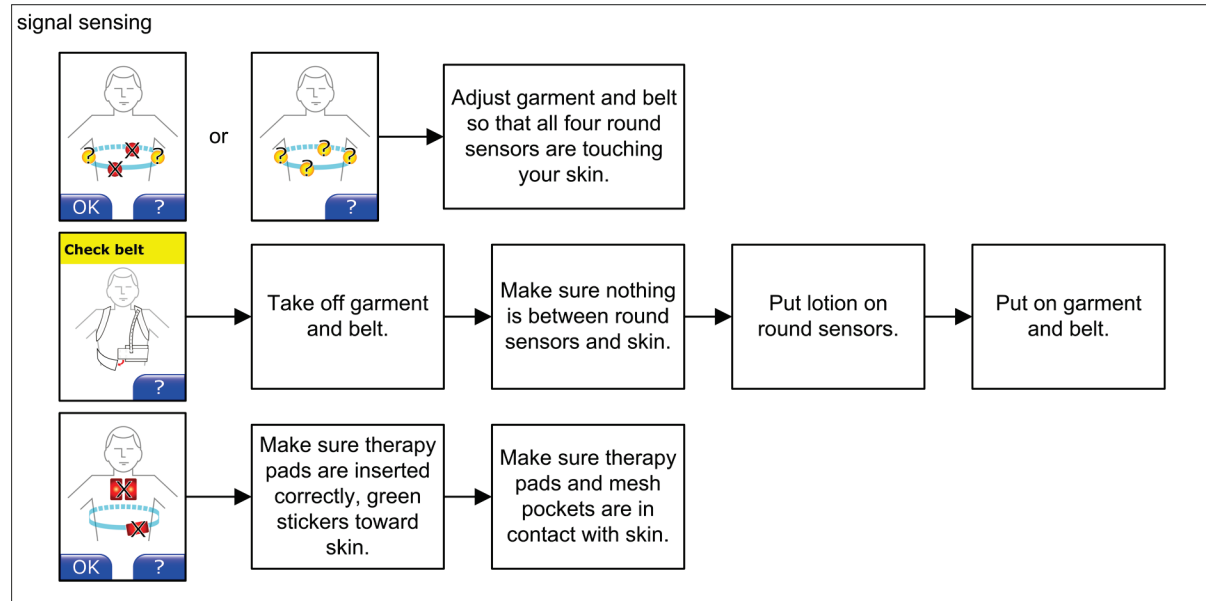 signal sensing
X
?
?
X
OK
?
or
?
?
?
?
?
Adjust garment and belt
so that all four round
sensors are touching
your skin.
Check belt
?
Take off garment
and belt.
Make sure nothing
is between round
sensors and skin.
Put lotion on
round sensors.
Put on garment
and belt.
X
X
OK
?
Make sure therapy
pads are inserted
correctly, green
stickers toward
skin.
Make sure therapy
pads and mesh
pockets are in
contact with skin.